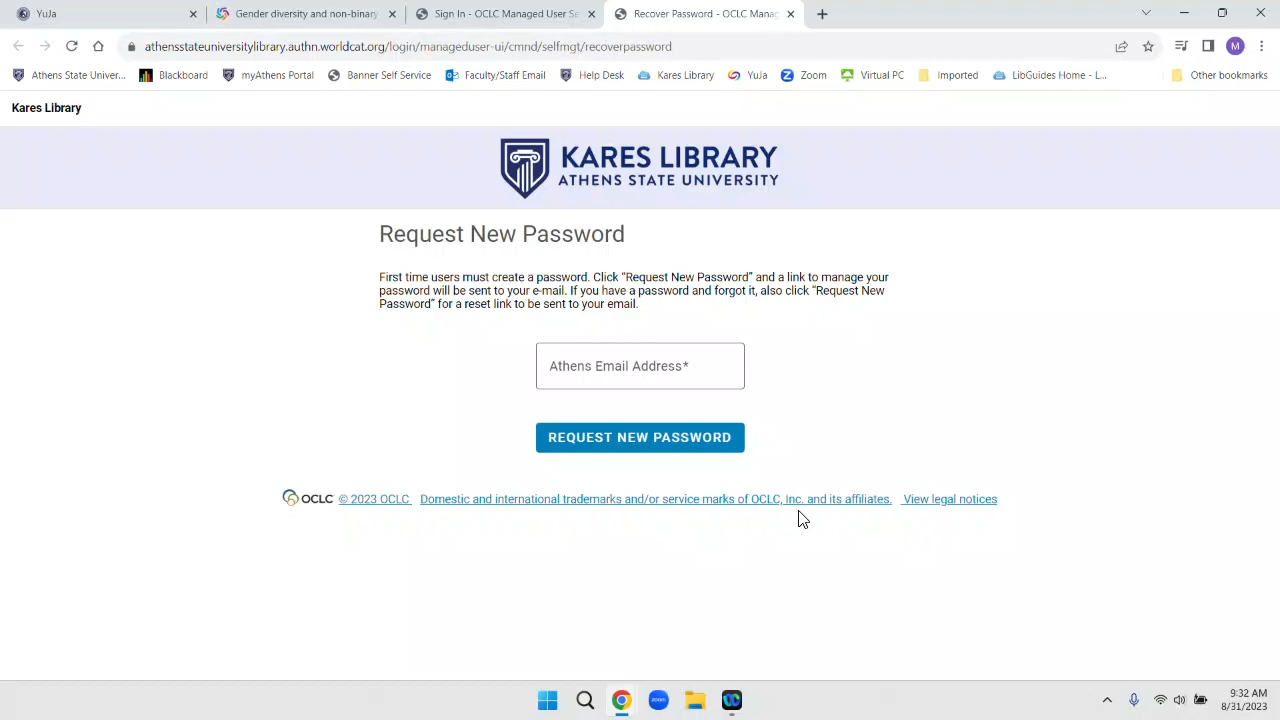 YuJa
Gender diversity and non-binary
Sign In - OCLC Managed User Se
Recover Password - OCLC Manag
athensstateuniversitylibrary.authn.worldcat.org/login/manageduser-ui/cmnd/selfmgt/recoverpassword
M
Athens State Univer...
Blackboard
myAthens Portal
Banner Self Service
Faculty/Staff Email
Help Desk
Kares Library
YuJa
Zoom
Virtual PC
Imported
LibGuides Home - L...
Other bookmarks
Kares Library
KARES LIBRARY
ATHENS STATE UNIVERSITY
Request New Password
First time users must create a password. Click “Request New Password” and a link to manage your
password will be sent to your e-mail. If you have a password and forgot it, also click “Request New
Password” for a reset link to be sent to your email.
Athens Email Address*
REQUEST NEW PASSWORD
OCLC © 2023 OCLC Domestic and international trademarks and/or service marks of OCLC, Inc. and its affiliates. View legal notices
zoom
9:32 AM
8/31/2023